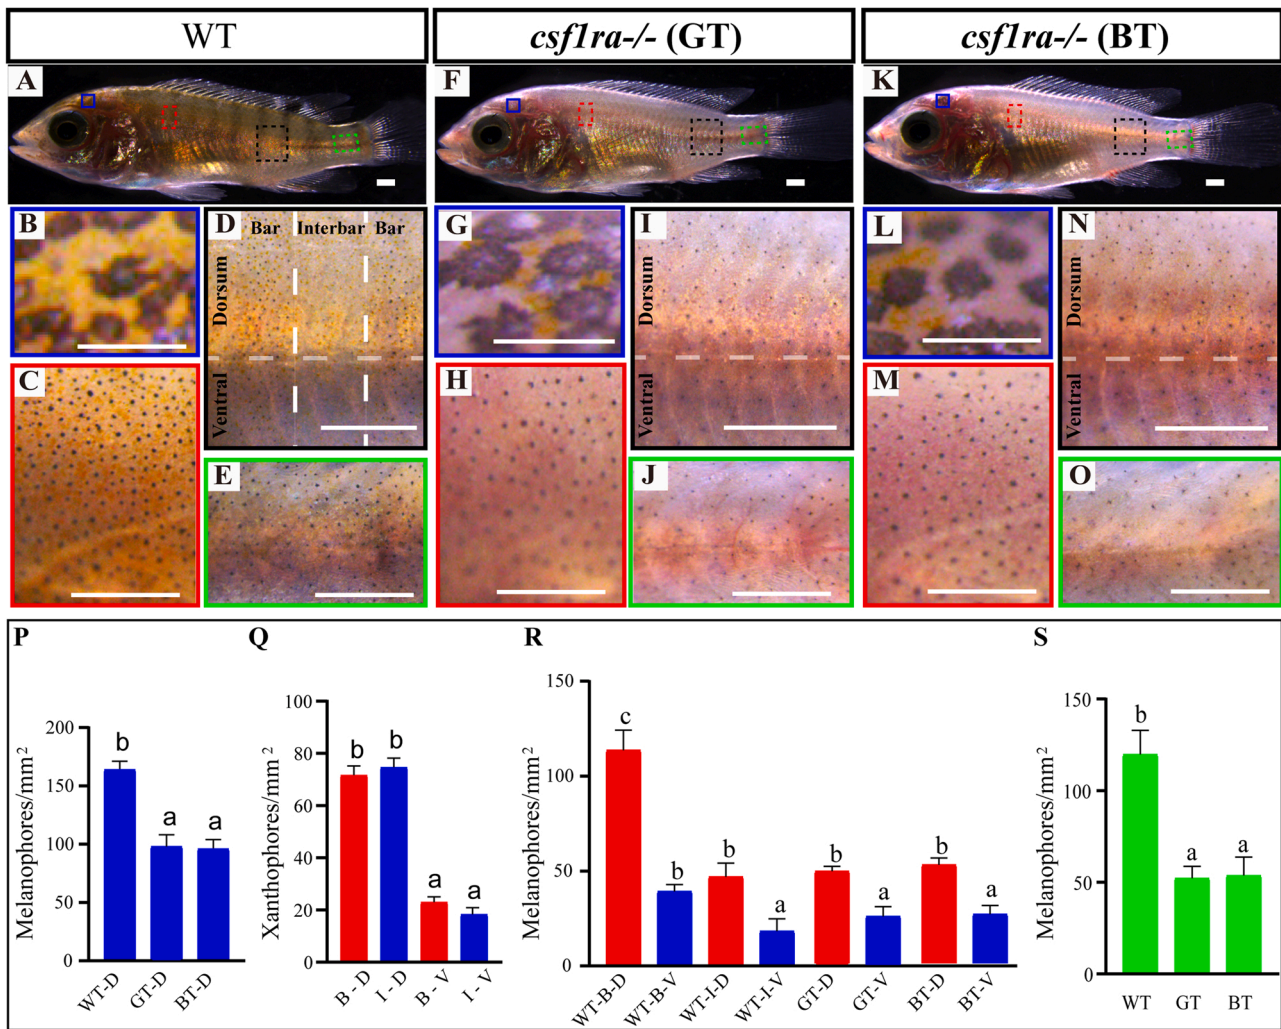 WT
csf1ra-/- (GT)
csf1ra-/- (BT)
A
F
K
B
D
Bar
Interbar
Bar
Dorsum
Ventral
G
I
Dorsum
Ventral
L
N
Dorsum
Ventral
C
E
H
J
M
O
P
Melanophores/mm²
200
150
100
50
0
b
a
a
WT-D
GT-D
BT-D
Q
Xanthophores/mm²
100
80
60
40
20
0
b
b
a
a
B - D
I - D
B - V
I - V
R
Melanophores/mm²
150
100
50
0
c
b
b
a
b
a
b
a
WT-B-D
WT-B-V
WT-I-D
WT-I-V
GT-D
GT-V
BT-D
BT-V
S
Melanophores/mm²
150
100
50
0
b
a
a
WT
GT
BT